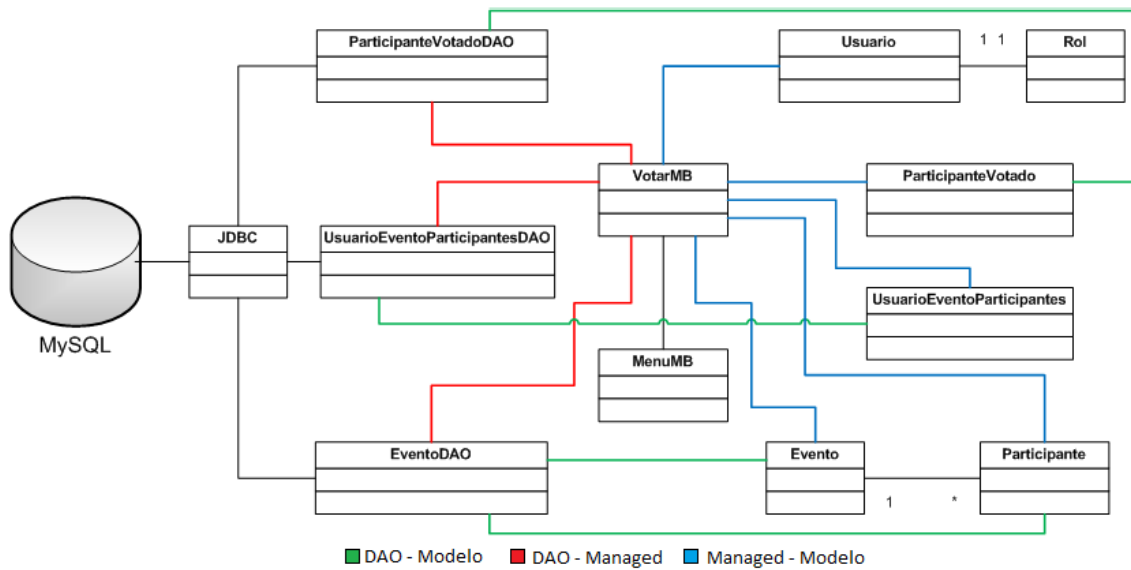 ParticipanteVotadoDAO
Usuario
1 1
Rol
VotarMB
ParticipanteVotado
JDBC
UsuarioEventoParticipantesDAO
UsuarioEventoParticipantes
MySQL
MenuMB
EventoDAO
Evento
Participante
1
*
DAO - Modelo
DAO - Managed
Managed - Modelo